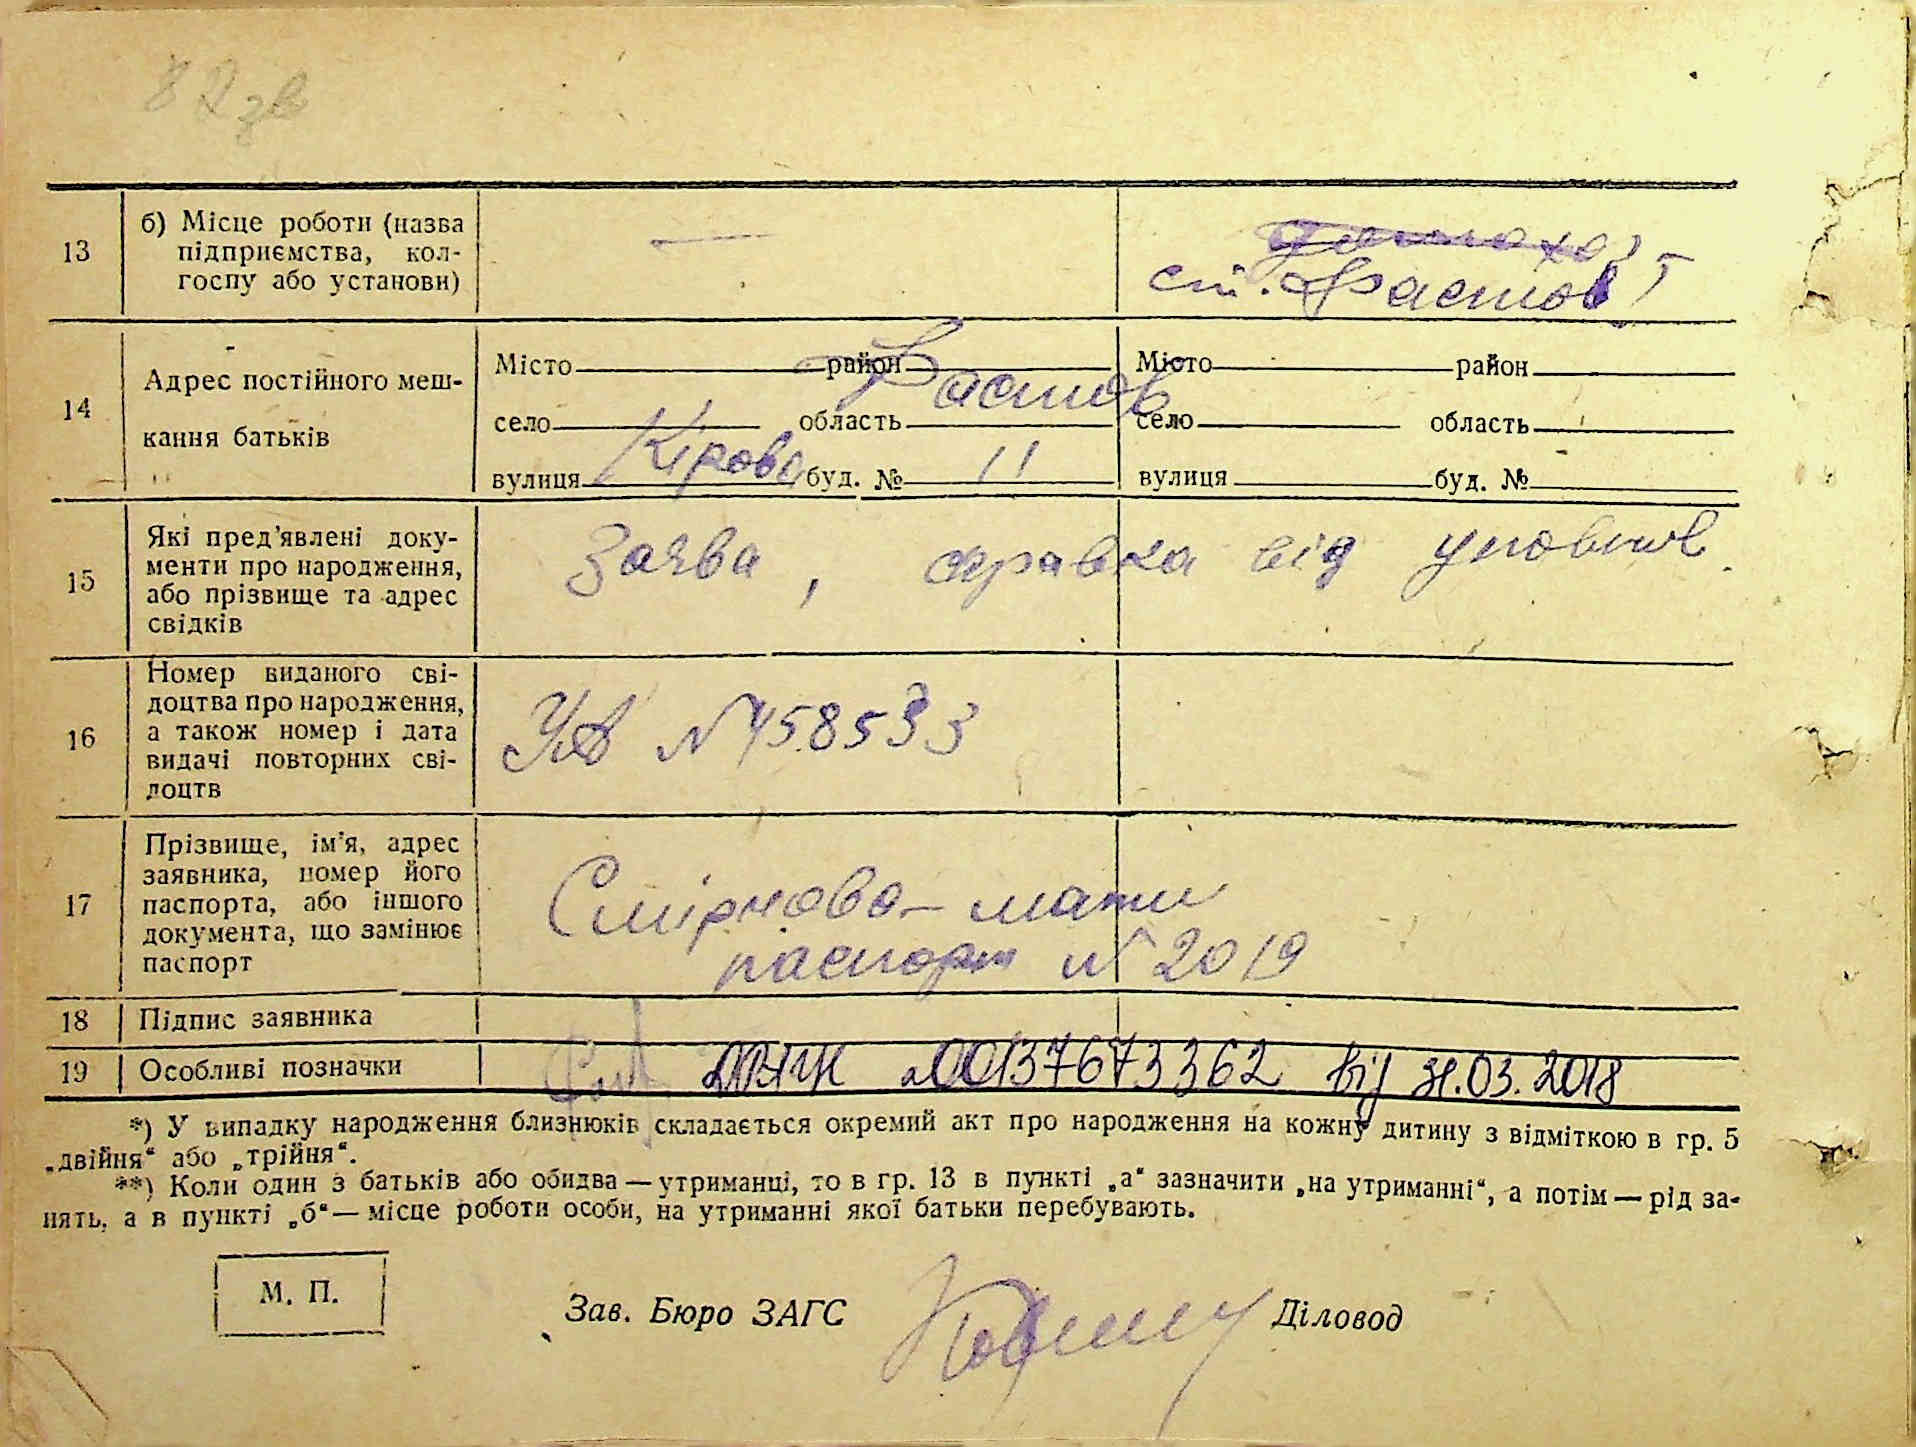 82 зв
13
б) Місце роботи (назва
підприємства, кол-
госпу або установи)
—
ст. Фастов
14
Адрес постійного меш-
кання батьків
Місто район
Фастов
село область
вулиця Кірова буд. № 11
Місто район
село область
вулиця буд. №
15
Які пред'явлені доку-
менти про народження,
або прізвище та адрес
свідків
Заява, справка від уповнов.
16
Номер виданого сві-
доцтва про народження,
а також номер і дата
видачі повторних сві-
доцтв
УА № 458533
17
Прізвище, ім'я, адрес
заявника, номер його
паспорта, або іншого
документа, що замінює
паспорт
Смірнова — мати
паспорт № 2019
18 Підпис заявника
19 Особливі позначки
00137673362 від 31.03.2018
*) У випадку народження близнюків складається окремий акт про народження на кожну дитину з відміткою в гр. 5
„двійня“ або „трійня“.
**) Коли один з батьків або обидва — утриманці, то в гр. 13 в пункті „а“ зазначити „на утриманні“, а потім — рід за-
нять, а в пункті „б“ — місце роботи особи, на утриманні якої батьки перебувають.
М. П.
Зав. Бюро ЗАГС Діловод